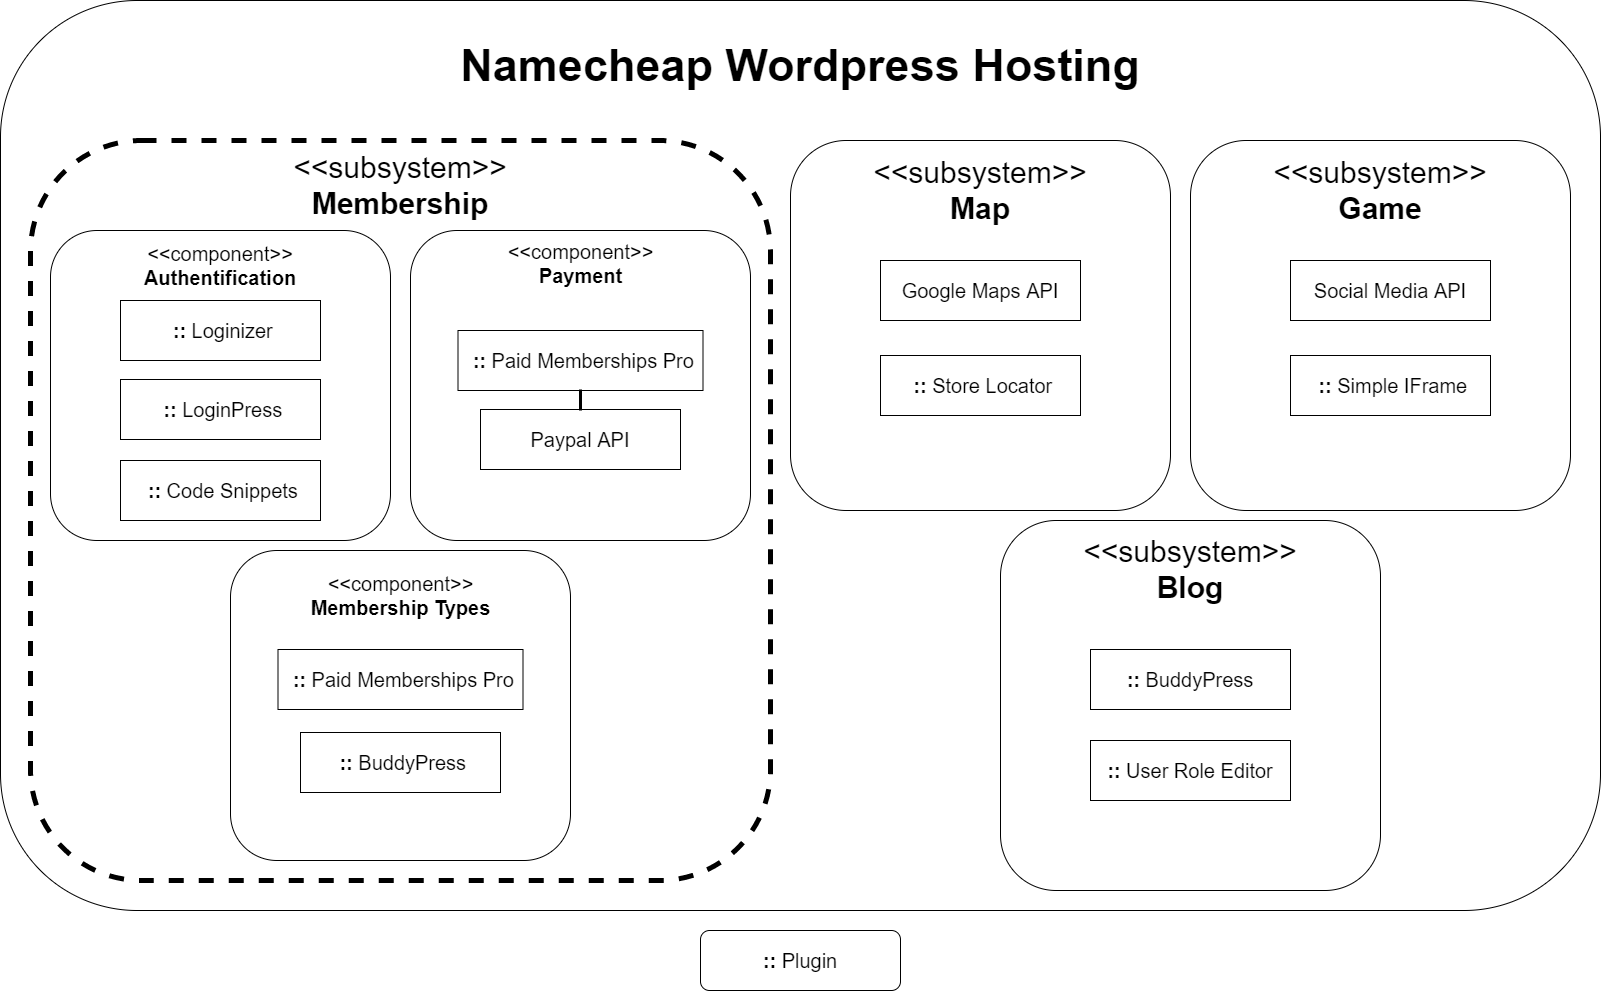 Namecheap Wordpress Hosting
<<subsystem>>
Membership
<<component>>
Authentification
:: Loginizer
:: LoginPress
:: Code Snippets
<<component>>
Payment
:: Paid Memberships Pro
Paypal API
<<component>>
Membership Types
:: Paid Memberships Pro
:: BuddyPress
<<subsystem>>
Map
Google Maps API
:: Store Locator
<<subsystem>>
Game
Social Media API
:: Simple IFrame
<<subsystem>>
Blog
:: BuddyPress
:: User Role Editor
:: Plugin